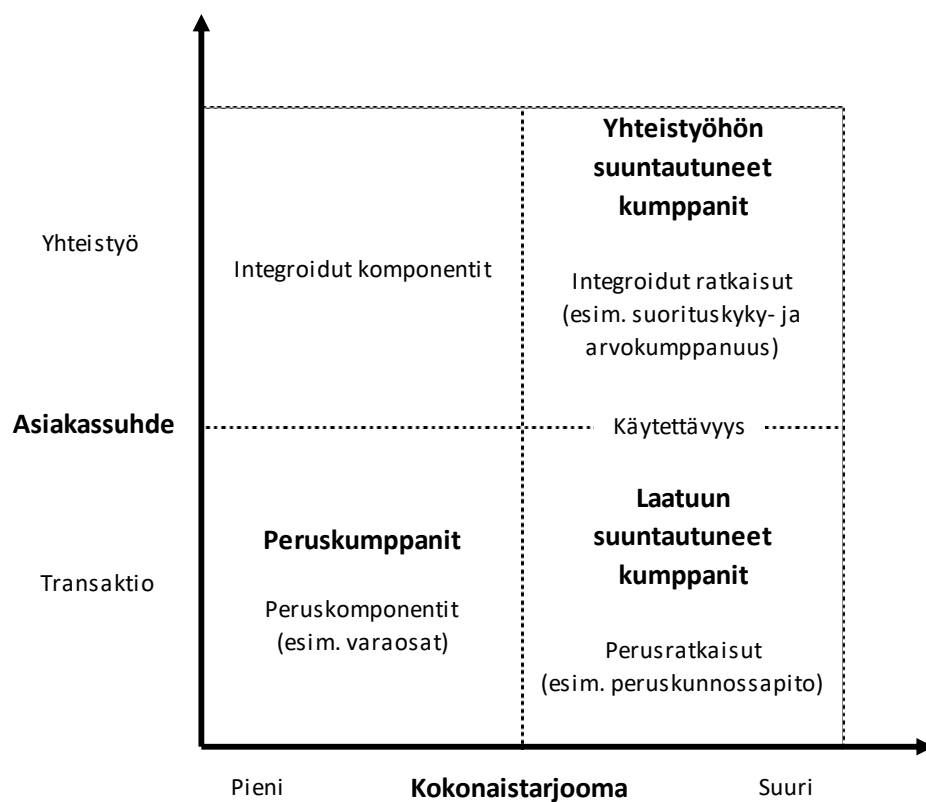 Yhteistyöhön
suuntautuneet
kumppanit
Yhteistyö
Integroidut komponentit
Integroidut ratkaisut
(esim. suorituskyky- ja
arvokumppanuus)
Asiakassuhde
Käytettävyys
Peruskumppanit
Laatuun
suuntautuneet
kumppanit
Transaktio
Peruskomponentit
(esim. varaosat)
Perusratkaisut
(esim. peruskunnossapito)
Pieni
Kokonaistarjooma
Suuri